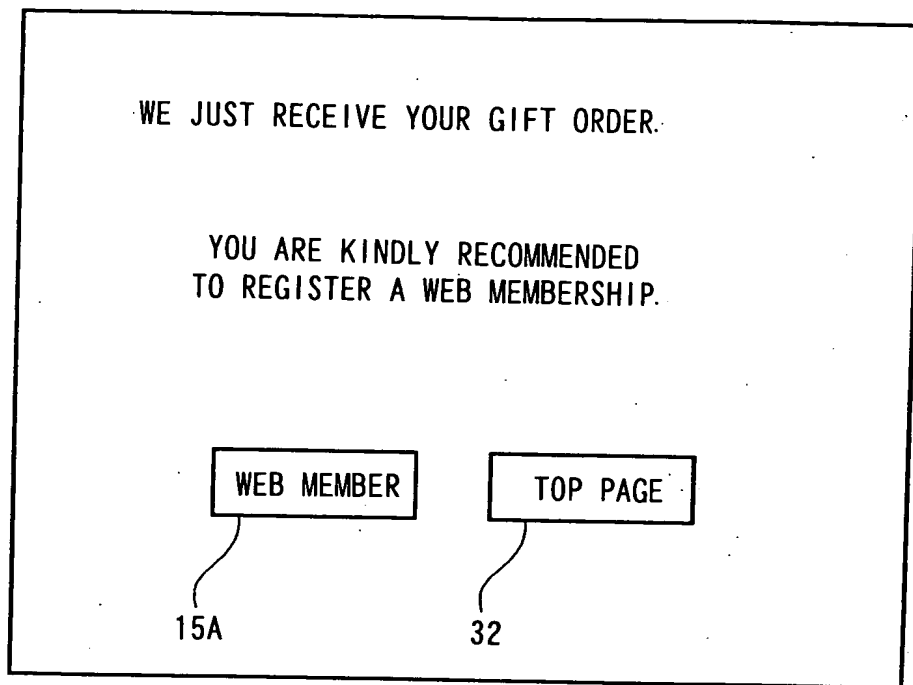 WE JUST RECEIVE YOUR GIFT ORDER.
YOU ARE KINDLY RECOMMENDED
TO REGISTER A WEB MEMBERSHIP.
WEB MEMBER
TOP PAGE
15A
32